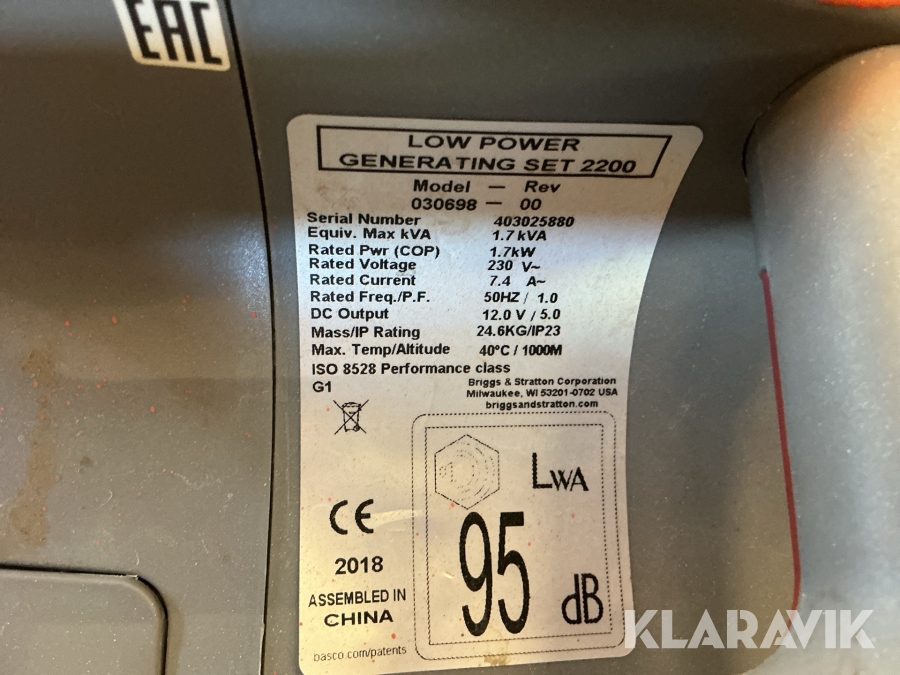 EAC
LOW POWER
GENERATING SET 2200
Model — Rev
030698 — 00
Serial Number 403025880
Equiv. Max kVA 1.7 kVA
Rated Pwr (COP) 1.7kW
Rated Voltage 230 V~
Rated Current 7.4 A~
Rated Freq./P.F. 50HZ / 1.0
DC Output 12.0 V / 5.0
Mass/IP Rating 24.6KG/IP23
Max. Temp/Altitude 40°C / 1000M
ISO 8528 Performance class
G1
Briggs & Stratton Corporation
Milwaukee, WI 53201-0702 USA
briggsandstratton.com
LWA
95 dB
CE
2018
ASSEMBLED IN
CHINA
basco.com/patents
KLARAVIK